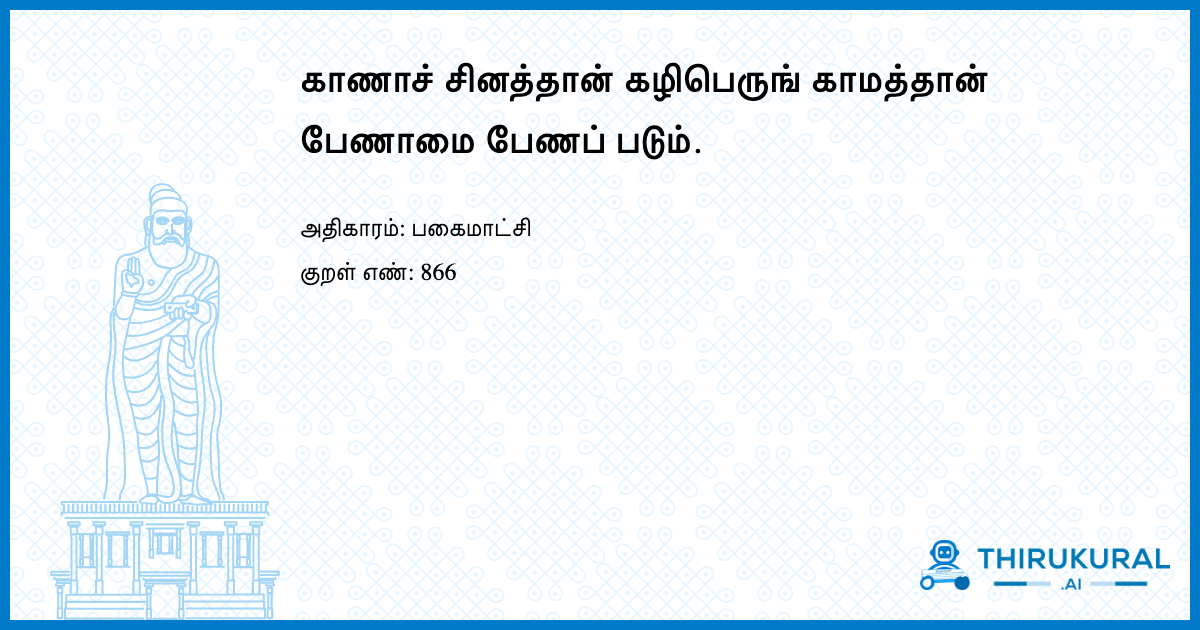 காணாச் சினத்தான் கழிபெருங் காமத்தான்
பேணாமை பேணப் படும்.
அதிகாரம்: பகைமாட்சி
குறள் எண்: 866
THIRUKURAL
.AI